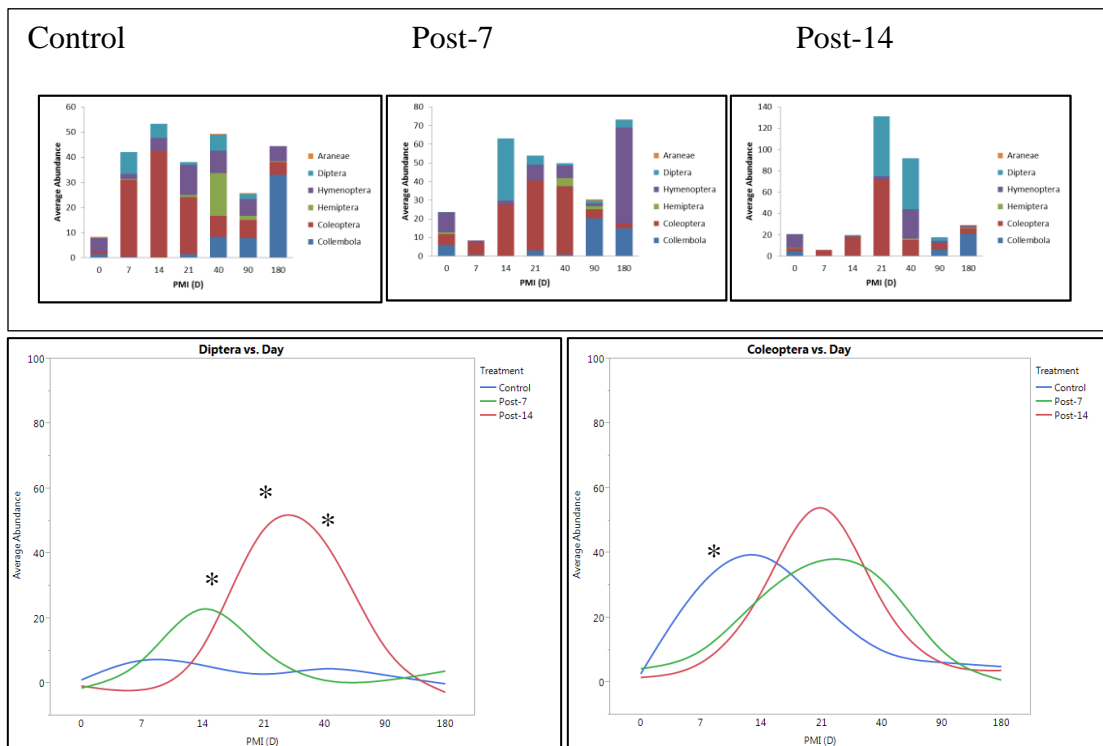 Control Post-7 Post-14
60
50
40
30
20
10
0
Average Abundance
0 7 14 21 40 90 180
PMI (D)
Araneae
Diptera
Hymenoptera
Hemiptera
Coleoptera
Collembola
80
70
60
50
40
30
20
10
0
Average Abundance
0 7 14 21 40 90 180
PMI (D)
Araneae
Diptera
Hymenoptera
Hemiptera
Coleoptera
Collembola
140
120
100
80
60
40
20
0
Average Abundance
0 7 14 21 40 90 180
PMI (D)
Araneae
Diptera
Hymenoptera
Hemiptera
Coleoptera
Collembola
Diptera vs. Day
100
80
60
40
20
0
Average Abundance
* * *
0 7 14 21 40 90 180
PMI (D)
Treatment
Control
Post-7
Post-14
Coleoptera vs. Day
100
80
60
40
20
0
Average Abundance
*
0 7 14 21 40 90 180
PMI (D)
Treatment
Control
Post-7
Post-14